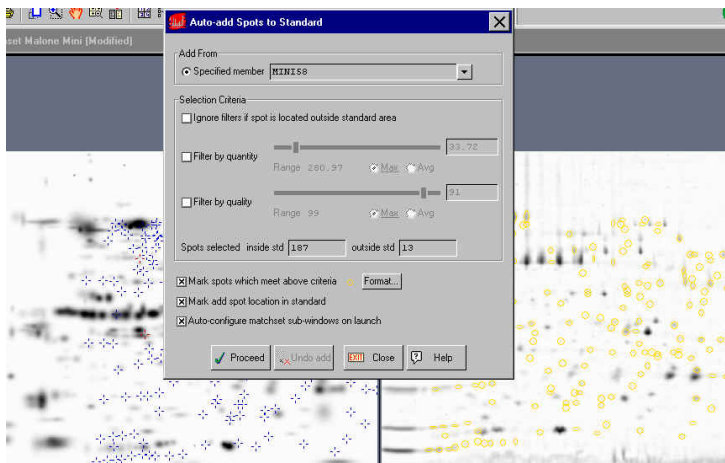 Auto-add Spots to Standard
set Malone Mini [Modified]
Add From
Specified member MINI58
Selection Criteria
Ignore filters if spot is located outside standard area
Filter by quantity 33.72
Range 280.97 Max Avg
Filter by quality 91
Range 99 Max Avg
Spots selected inside std 187 outside std 13
Mark spots which meet above criteria Format...
Mark add spot location in standard
Auto-configure matchset sub-windows on launch
Proceed Undo add EXIT Close ? Help